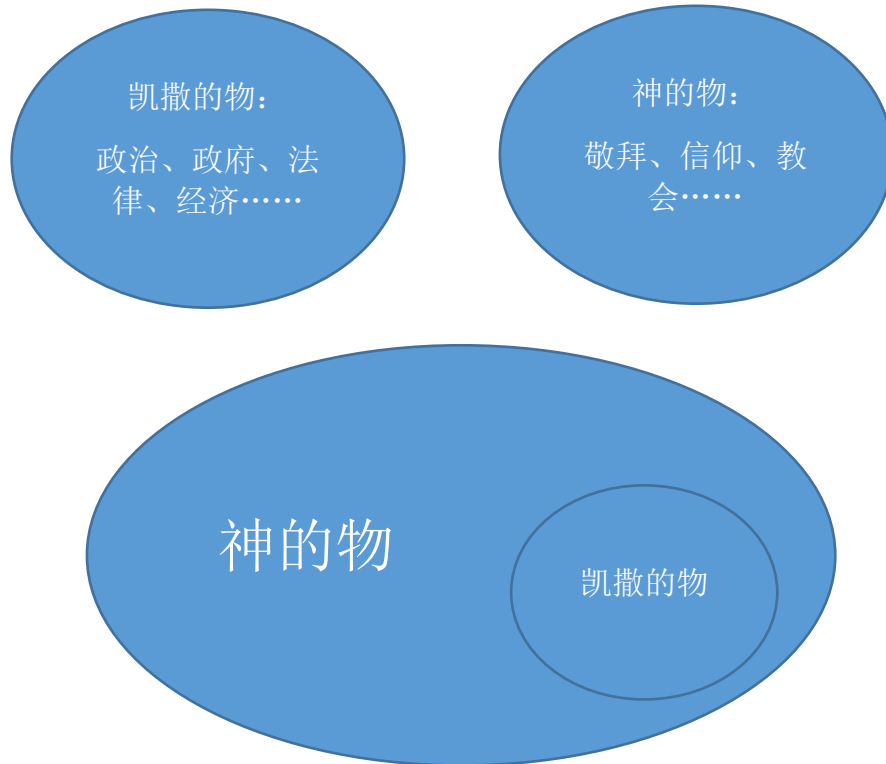 凯撒的物：
政治、政府、法
律、经济……
神的物：
敬拜、信仰、教
会……
神的物
凯撒的物